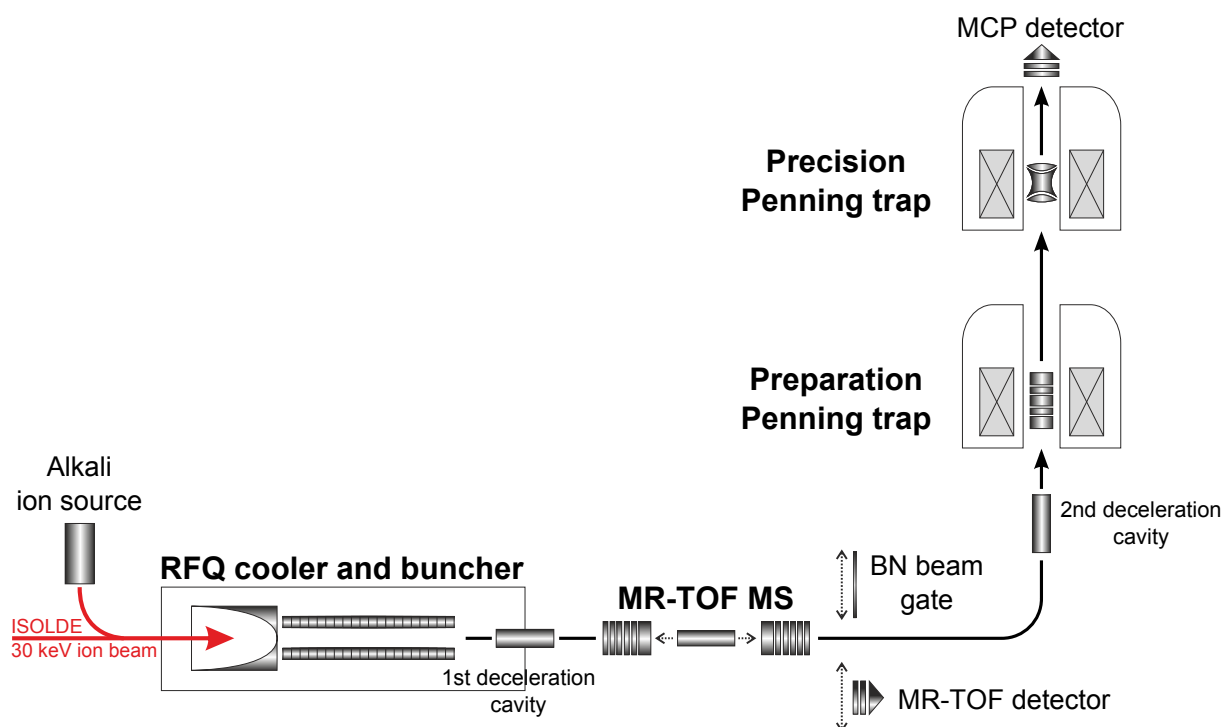 MCP detector
Precision
Penning trap
Preparation
Penning trap
Alkali
ion source
2nd deceleration
cavity
RFQ cooler and buncher
BN beam
gate
MR-TOF MS
ISOLDE
30 keV ion beam
1st deceleration
cavity
MR-TOF detector